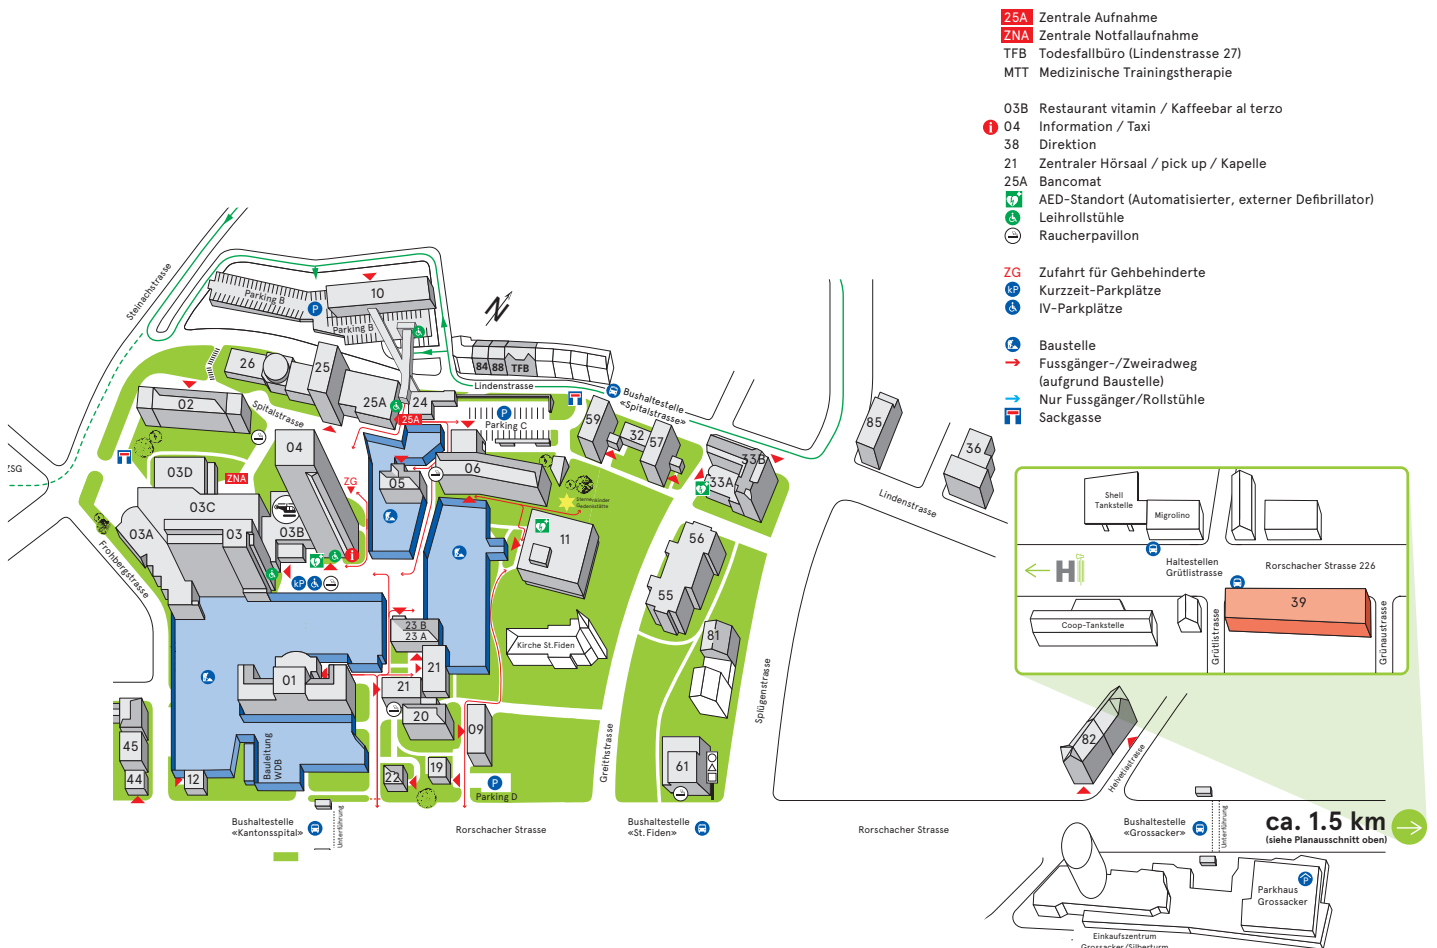 25A Zentrale Aufnahme
ZNA Zentrale Notfallaufnahme
TFB Todesfallbüro (Lindenstrasse 27)
MTT Medizinische Trainingstherapie
03B Restaurant vitamin / Kaffeebar al terzo
i 04 Information / Taxi
38 Direktion
21 Zentraler Hörsaal / pick up / Kapelle
25A Bancomat
AED-Standort (Automatisierter, externer Defibrillator)
Leihrollstühle
Raucherpavillon
ZG Zufahrt für Gehbehinderte
kP Kurzzeit-Parkplätze
IV-Parkplätze
Baustelle
Fussgänger-/Zweiradweg
(aufgrund Baustelle)
Nur Fussgänger/Rollstühle
Sackgasse
Steinachstrasse
Parking B
P
10
Parking B
N
26
25
84 88 TFB
Lindenstrasse
Bushaltestelle
«Spitalstrasse»
02
Spitalstrasse
25A
24
25A
P
Parking C
59
32
57
85
36
33B
33A
ZSG
04
03D
ZNA
ZG
05
06
Lindenstrasse
03C
03A
03
03B
i
kP
11
56
55
Frohbergstrasse
23 B
23 A
Kirche St.Fiden
81
21
21
01
20
09
Splügenstrasse
Greithstrasse
45
44
12
Bauleitung
WDB
22
19
P
Parking D
61
82
Helvetiastrasse
Shell
Tankstelle
Migrolino
Haltestellen
Grütlistrasse
Rorschacher Strasse 226
H
39
Coop-Tankstelle
Grütlistrasse
Grünaustrasse
Bushaltestelle
«Kantonsspital»
Unterführung
Rorschacher Strasse
Bushaltestelle
«St.Fiden»
Rorschacher Strasse
Bushaltestelle
«Grossacker»
Unterführung
ca. 1.5 km
(siehe Planausschnitt oben)
P
Parkhaus
Grossacker
Einkaufszentrum
Grossacker/Silberturm